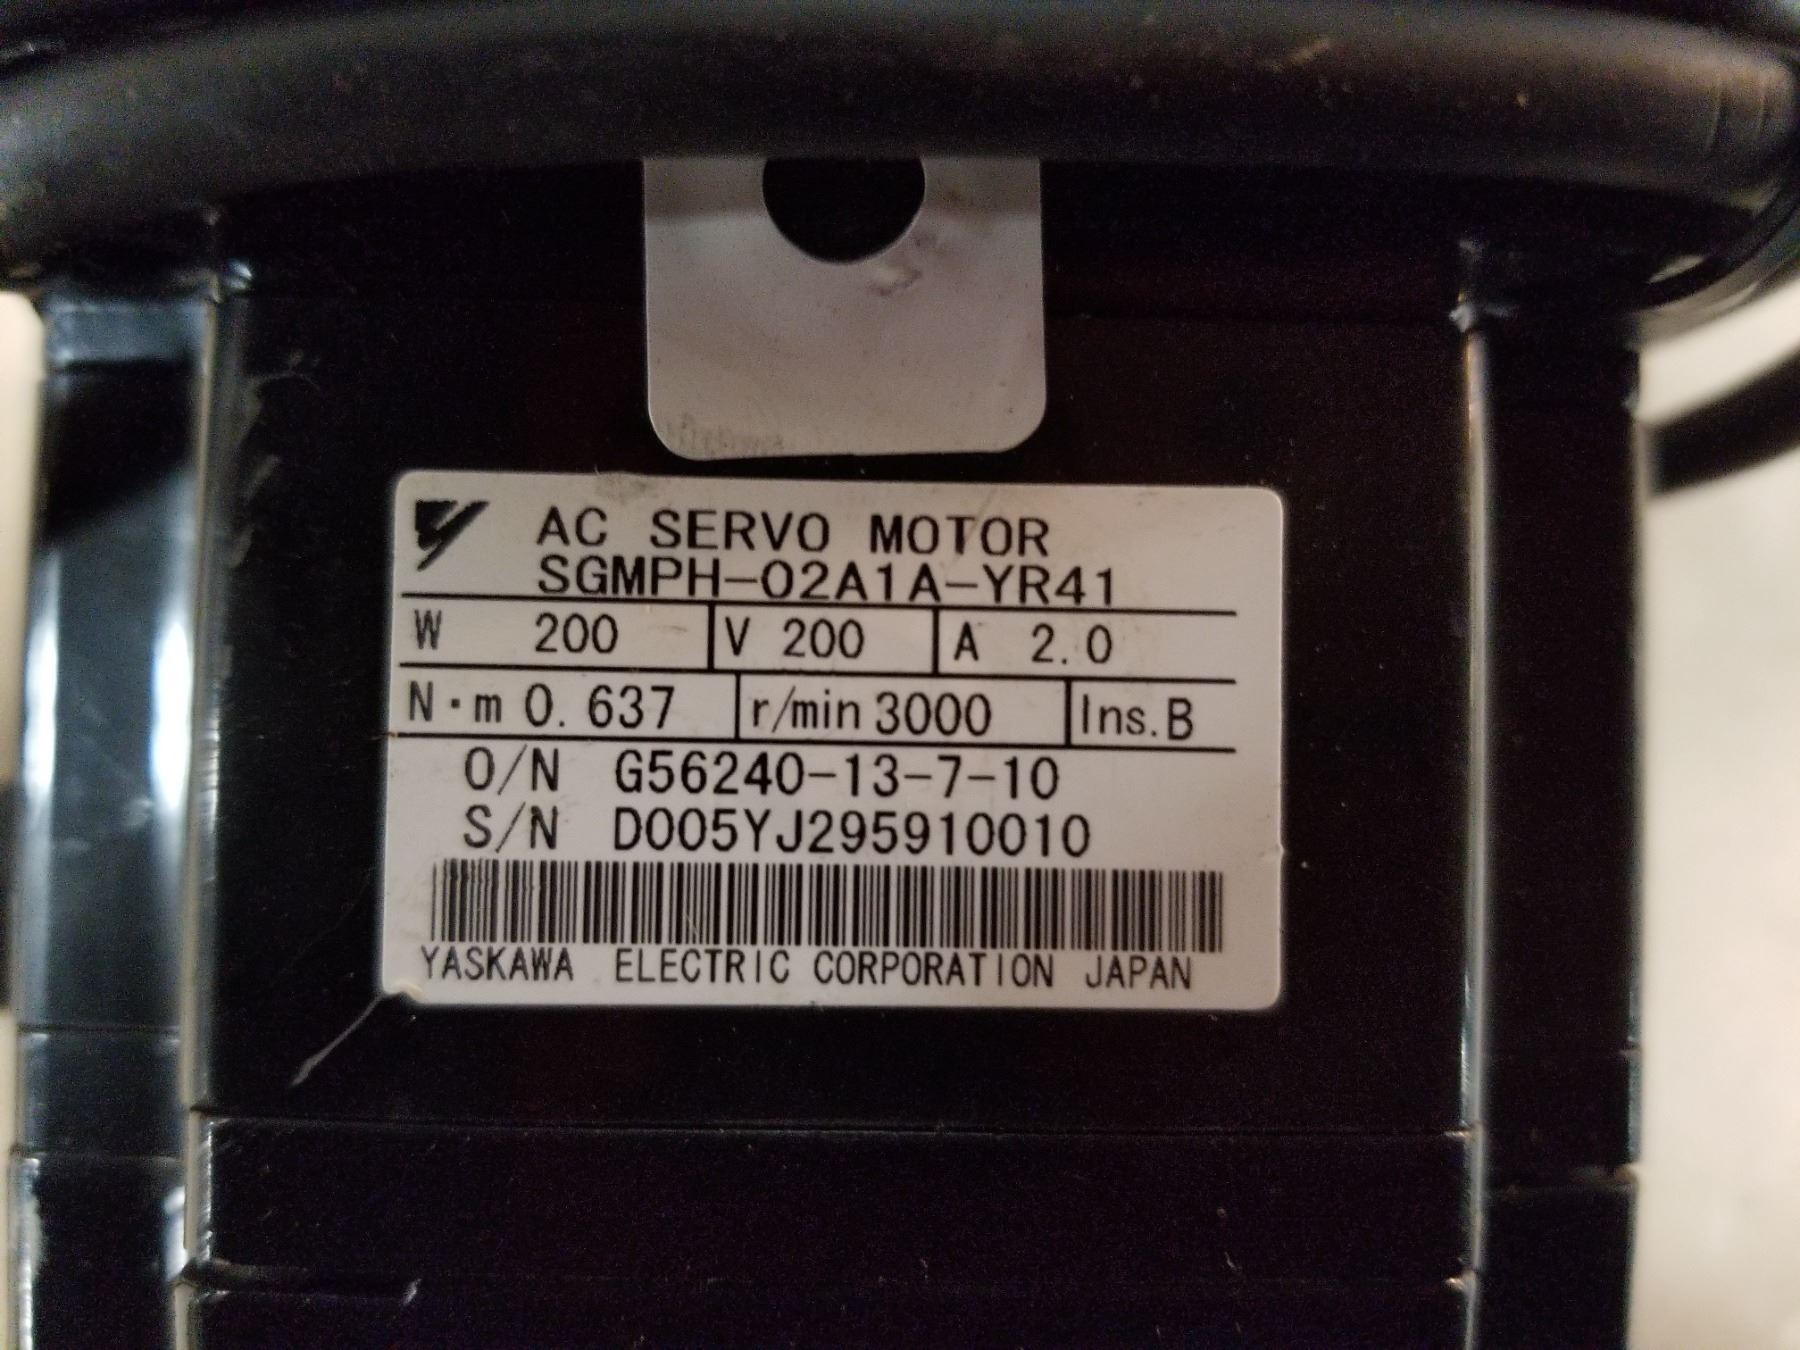 AC SERVO MOTOR
SGMPH-02A1A-YR41
W 200 V 200 A 2.0
N·m 0.637 r/min 3000 Ins.B
O/N G56240-13-7-10
S/N D005YJ295910010
YASKAWA ELECTRIC CORPORATION JAPAN